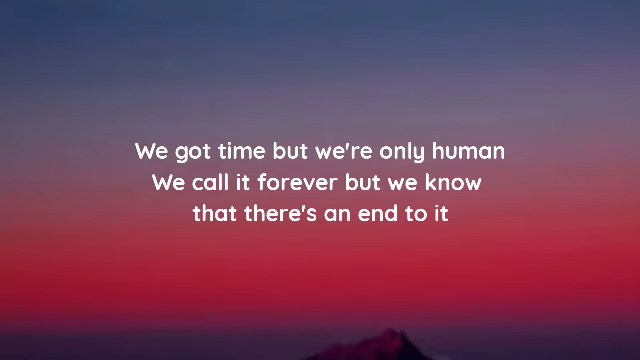 We got time but we're only human
We call it forever but we know
that there's an end to it